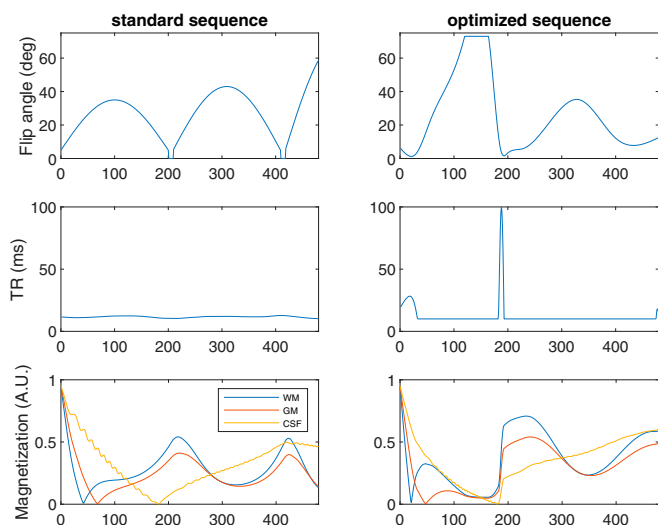 standard sequence
optimized sequence
Flip angle (deg)
60
40
20
0
0 100 200 300 400
60
40
20
0
0 100 200 300 400
TR (ms)
100
50
0
0 100 200 300 400
100
50
0
0 100 200 300 400
Magnetization (A.U.)
1
0.5
0
0 100 200 300 400
WM
GM
CSF
1
0.5
0
0 100 200 300 400